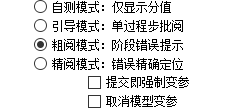 自测模式：仅显示分值
引导模式：单过程步批阅
粗阅模式：阶段错误提示
精阅模式：错误精确定位
提交即强制变参
取消模型变参